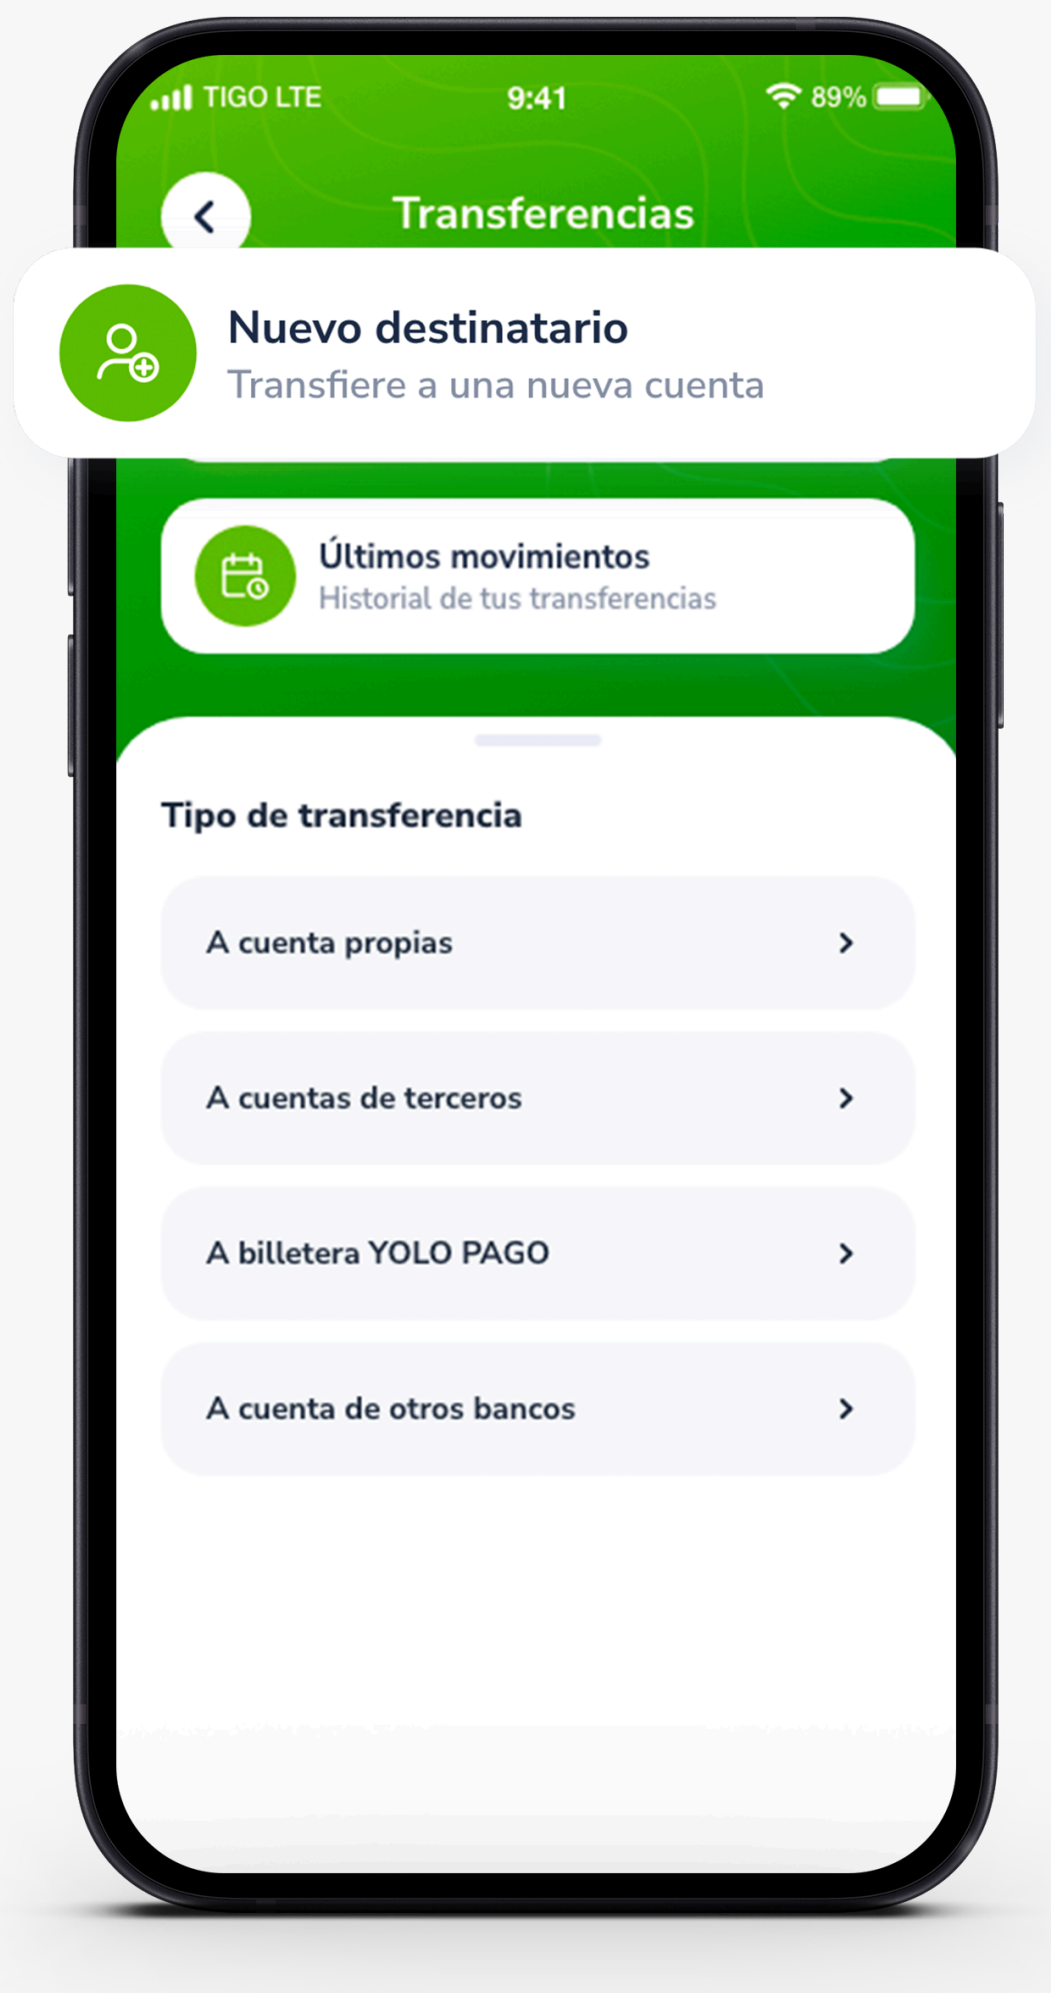 TIGO LTE 9:41 89%
Transferencias
Nuevo destinatario
Transfiere a una nueva cuenta
Últimos movimientos
Historial de tus transferencias
Tipo de transferencia
A cuenta propias
A cuentas de terceros
A billetera YOLO PAGO
A cuenta de otros bancos